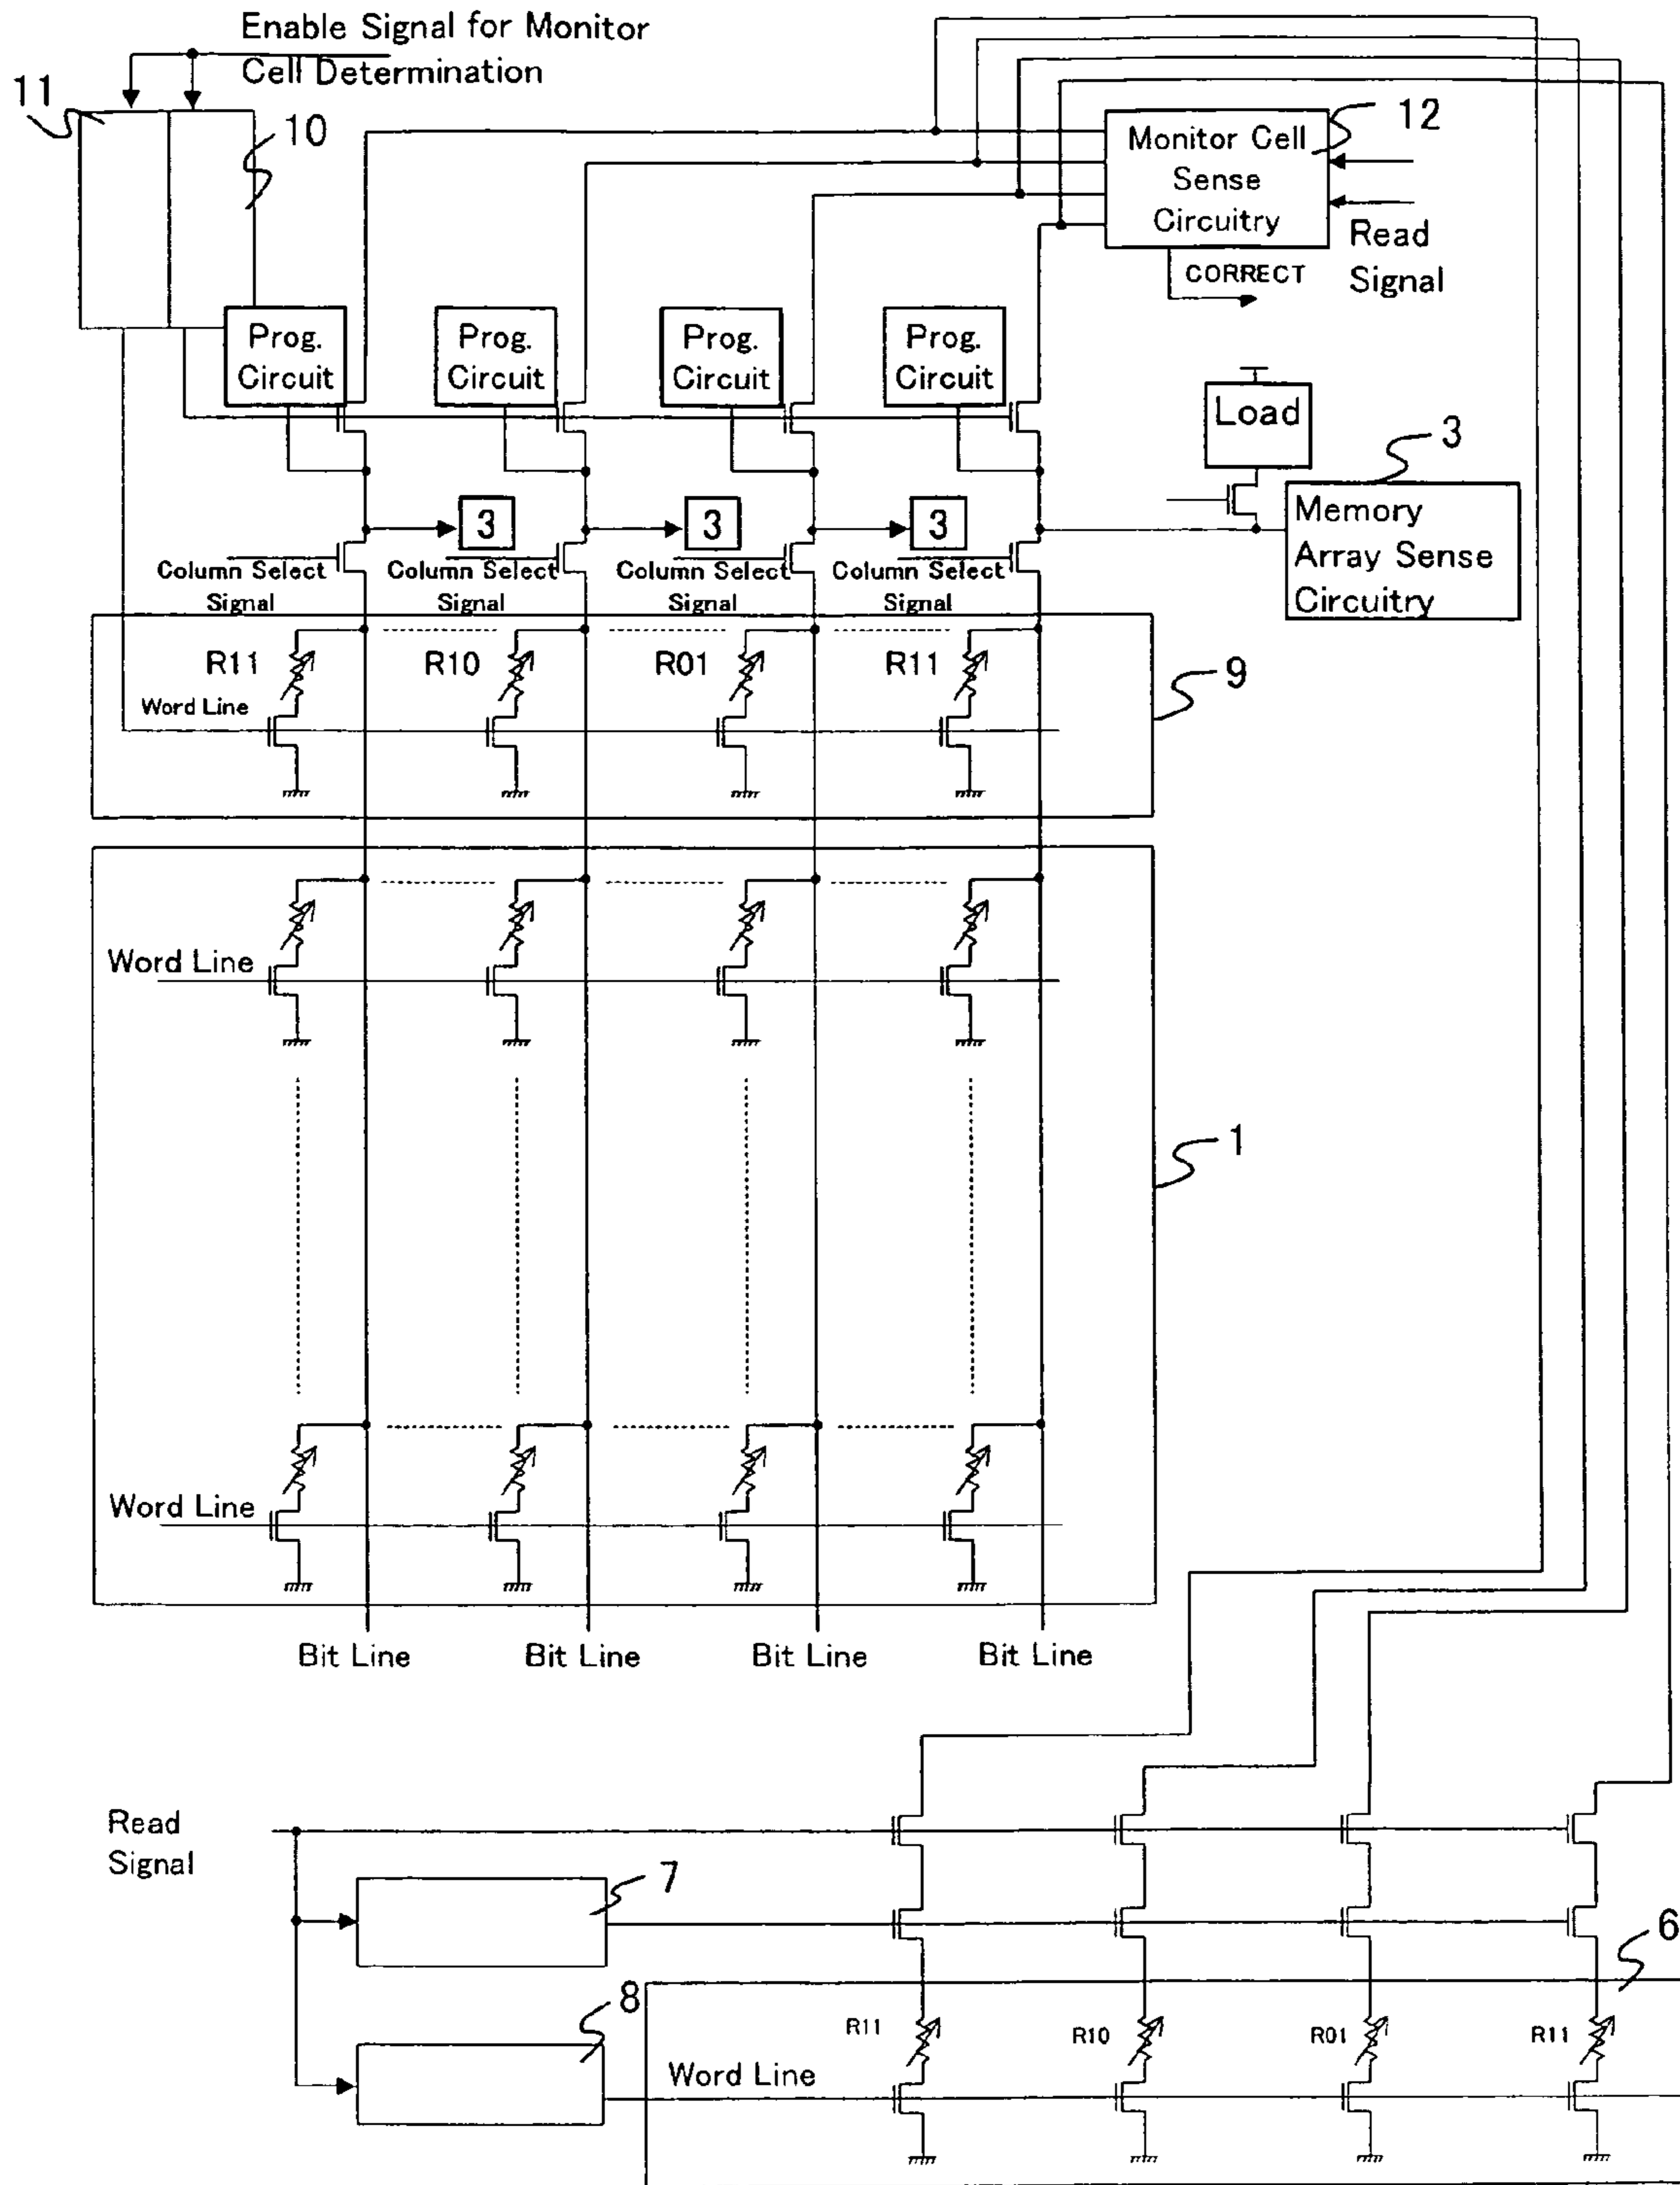 Enable Signal for Monitor
Cell Determination
11
10
12
Monitor Cell
Sense
Circuitry
Read
Signal
CORRECT
Prog.
Circuit
Prog.
Circuit
Prog.
Circuit
Prog.
Circuit
Load
3
3
3
3
Memory
Array Sense
Circuitry
Column Select
Signal
Column Select
Signal
Column Select
Signal
Column Select
Signal
R11
R10
R01
R11
9
Word Line
Word Line
1
Word Line
Bit Line
Bit Line
Bit Line
Bit Line
Read
Signal
7
6
8
R11
R10
R01
R11
Word Line